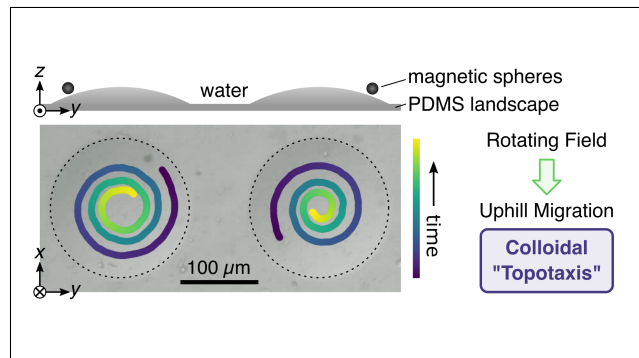 z
y
water
magnetic spheres
PDMS landscape
x
y
100 µm
time
Rotating Field
Uphill Migration
Colloidal
"Topotaxis"